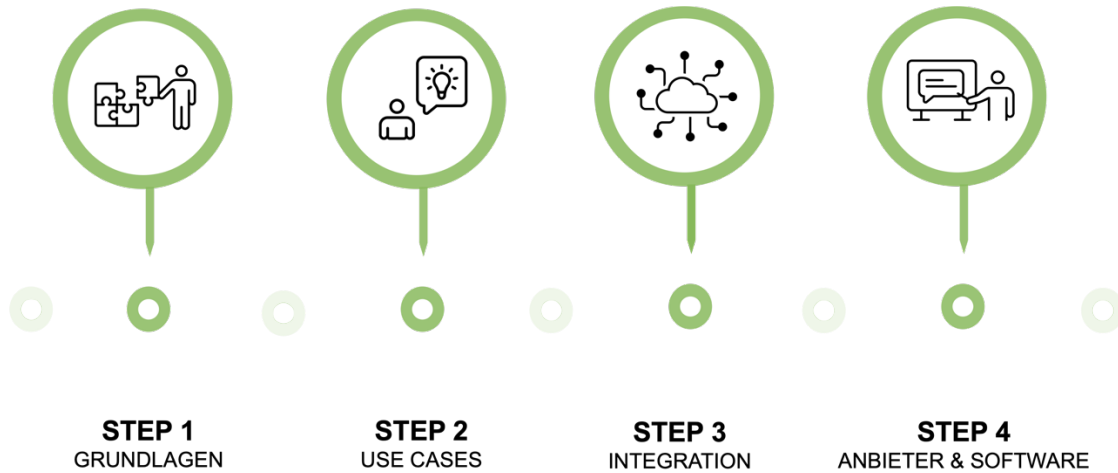 STEP 1
GRUNDLAGEN
STEP 2
USE CASES
STEP 3
INTEGRATION
STEP 4
ANBIETER & SOFTWARE